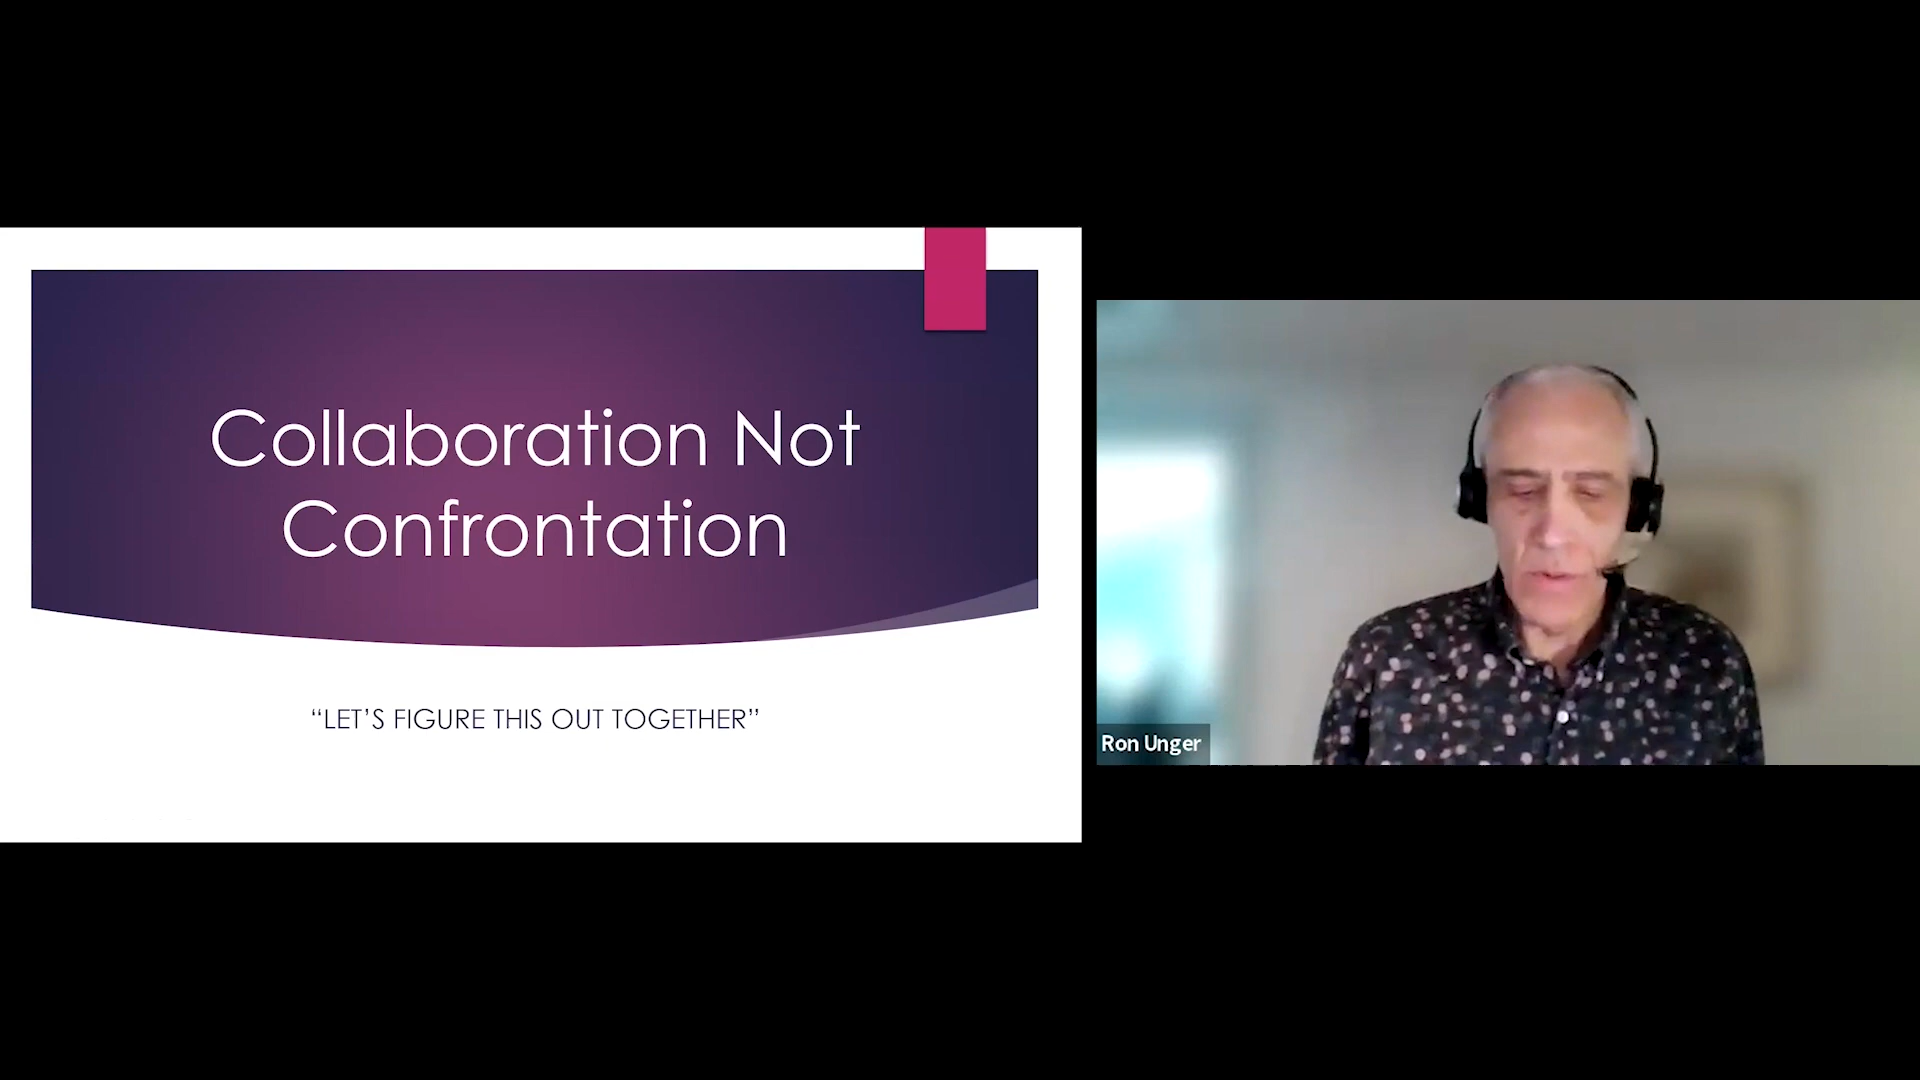 Collaboration Not
Confrontation
“LET’S FIGURE THIS OUT TOGETHER”
Ron Unger